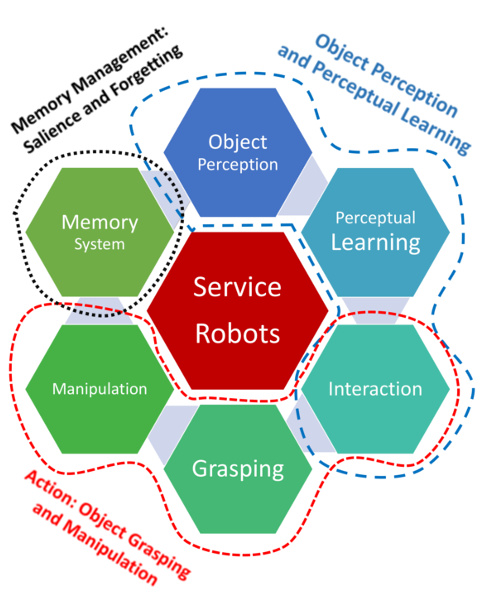 Memory Management:
Salience and Forgetting
Object Perception
and Perceptual Learning
Object
Perception
Memory
System
Perceptual
Learning
Service
Robots
Manipulation
Interaction
Grasping
Action: Object Grasping
and Manipulation